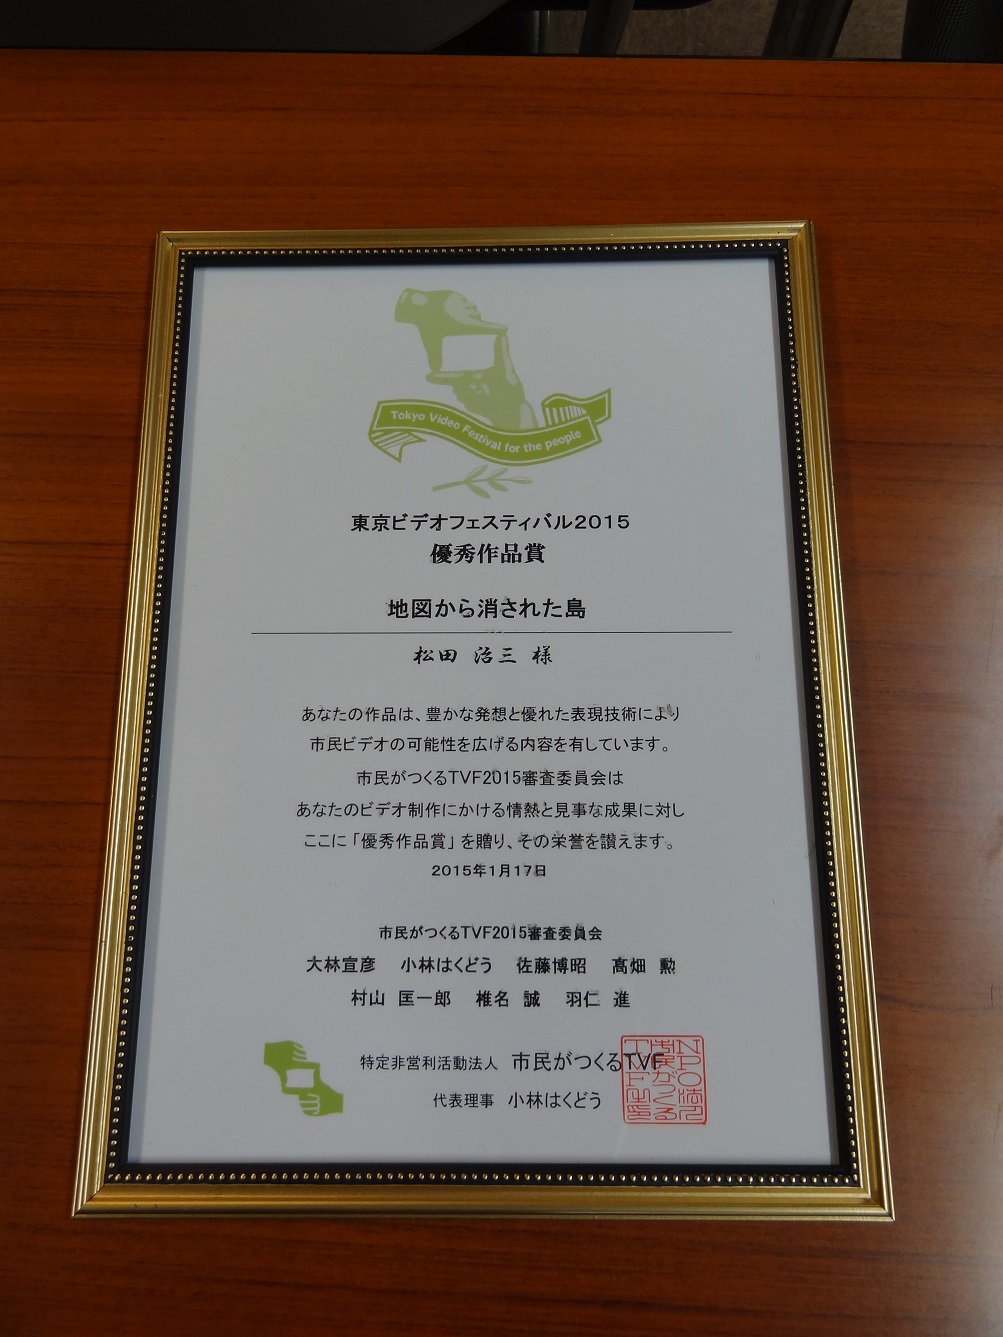 Tokyo Video Festival for the people
東京ビデオフェスティバル2015
優秀作品賞
地図から消された島
松田 治三 様
あなたの作品は、豊かな発想と優れた表現技術により
市民ビデオの可能性を広げる内容を有しています。
市民がつくるTVF2015審査委員会は
あなたのビデオ制作にかける情熱と見事な成果に対し
ここに「優秀作品賞」を贈り、その栄誉を讃えます。
2015年1月17日
市民がつくるTVF2015審査委員会
大林宣彦 小林はくどう 佐藤博昭 髙畑 勲
村山 匡一郎 椎名 誠 羽仁 進
特定非営利活動法人 市民がつくるTVF
代表理事 小林はくどう